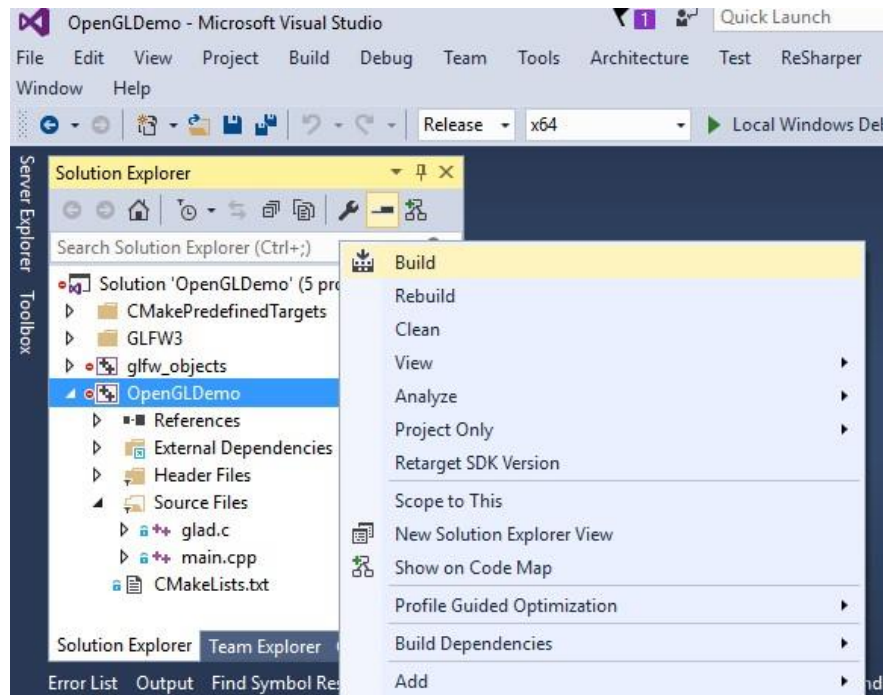 OpenGLDemo - Microsoft Visual Studio
1
Quick Launch
File Edit View Project Build Debug Team Tools Architecture Test ReSharper
Window Help
Release x64 Local Windows Del
Server Explorer
Toolbox
Solution Explorer
Search Solution Explorer (Ctrl+;)
Solution 'OpenGLDemo' (5 pro
CMakePredefinedTargets
GLFW3
glfw_objects
OpenGLDemo
References
External Dependencies
Header Files
Source Files
glad.c
main.cpp
CMakeLists.txt
Solution Explorer Team Explorer
Error List Output Find Symbol Res
Build
Rebuild
Clean
View
Analyze
Project Only
Retarget SDK Version
Scope to This
New Solution Explorer View
Show on Code Map
Profile Guided Optimization
Build Dependencies
Add